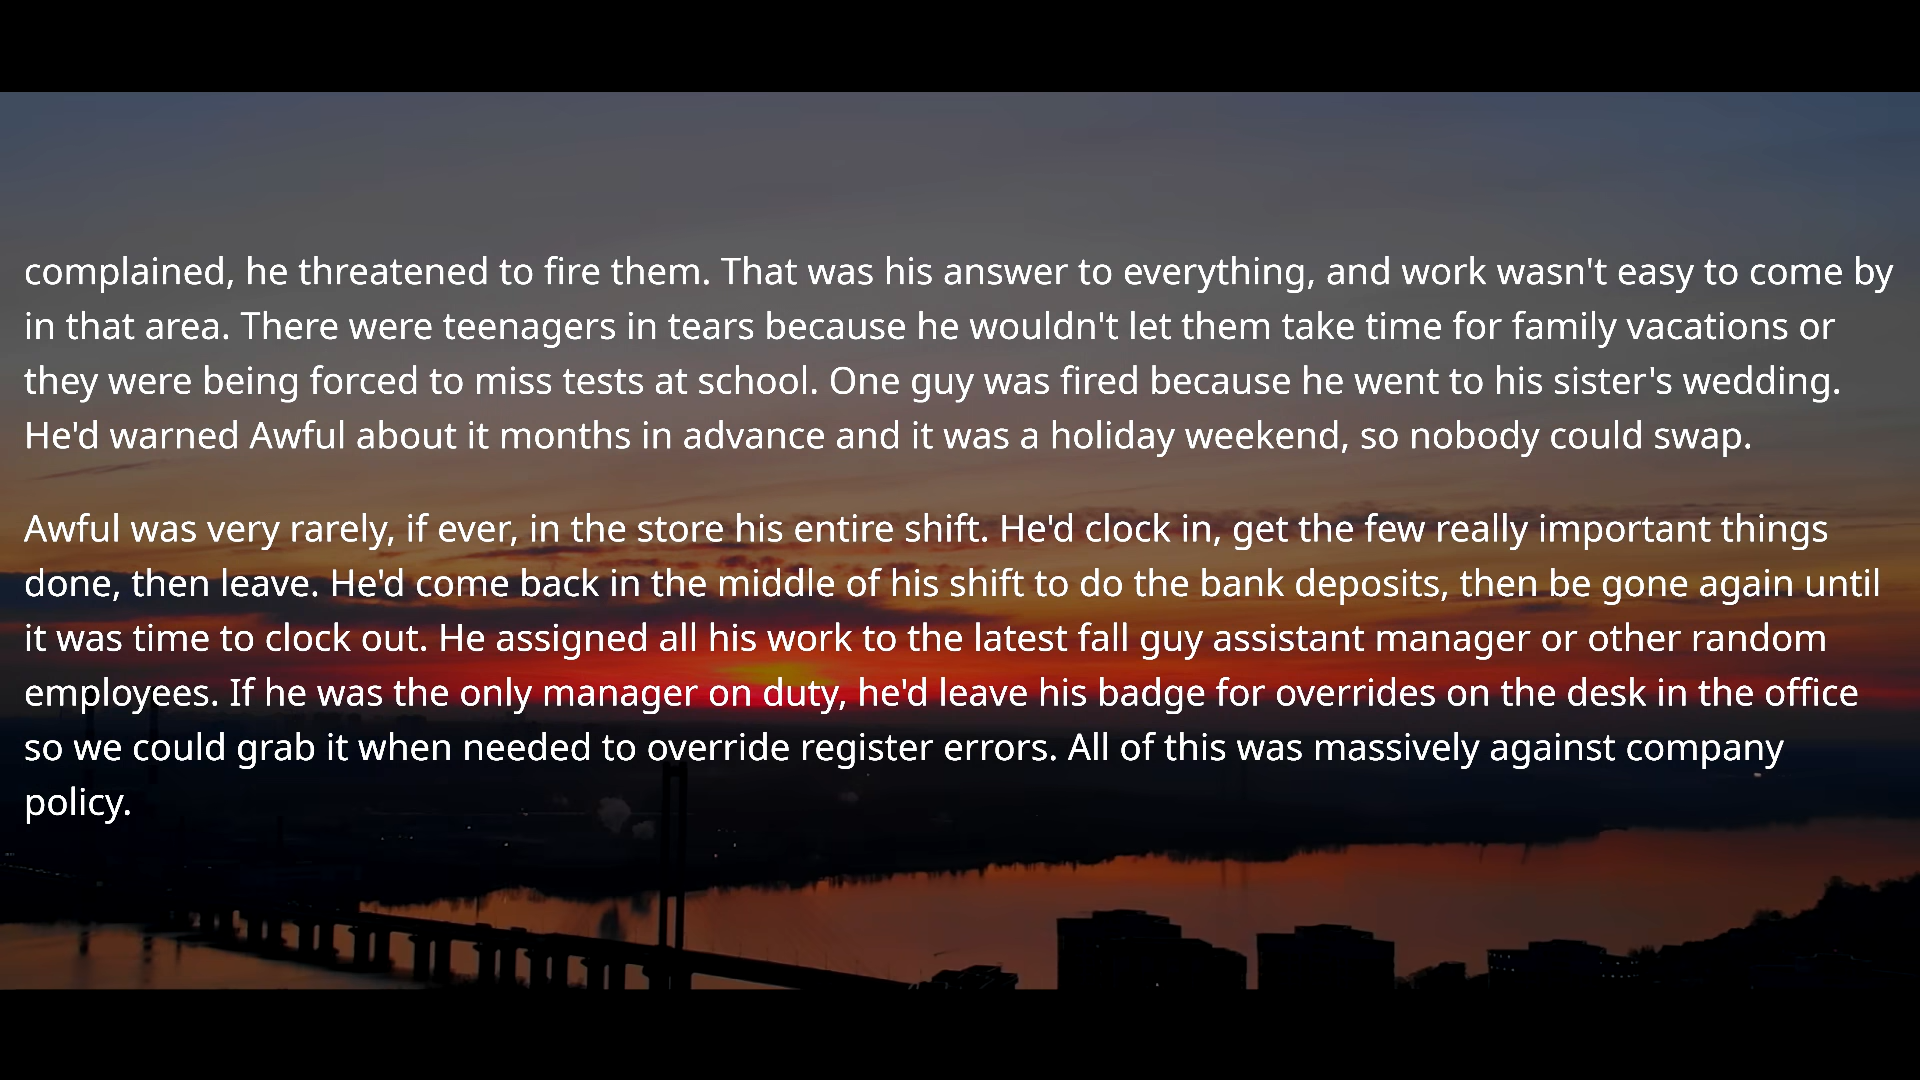 complained, he threatened to fire them. That was his answer to everything, and work wasn't easy to come by
in that area. There were teenagers in tears because he wouldn't let them take time for family vacations or
they were being forced to miss tests at school. One guy was fired because he went to his sister's wedding.
He'd warned Awful about it months in advance and it was a holiday weekend, so nobody could swap.
Awful was very rarely, if ever, in the store his entire shift. He'd clock in, get the few really important things
done, then leave. He'd come back in the middle of his shift to do the bank deposits, then be gone again until
it was time to clock out. He assigned all his work to the latest fall guy assistant manager or other random
employees. If he was the only manager on duty, he'd leave his badge for overrides on the desk in the office
so we could grab it when needed to override register errors. All of this was massively against company
policy.